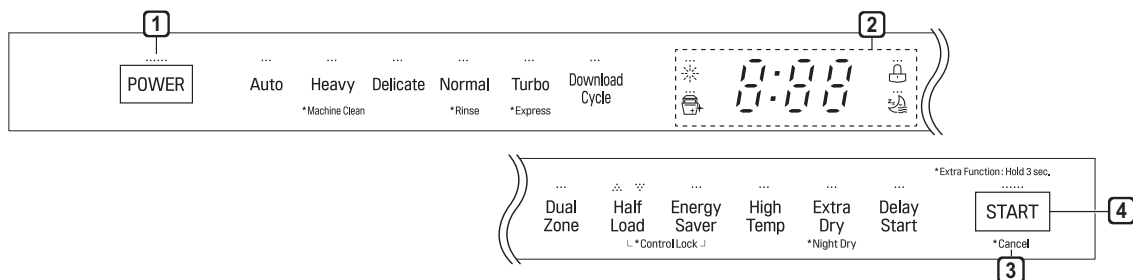 1
2
POWER
Auto
Heavy
*Machine Clean
Delicate
Normal
*Rinse
Turbo
*Express
Download
Cycle
8:88
zz
*Extra Function: Hold 3 sec.
Dual
Zone
Half
Load
Energy
Saver
*Control Lock
High
Temp
Extra
Dry
*Night Dry
Delay
Start
START
4
*Cancel
3